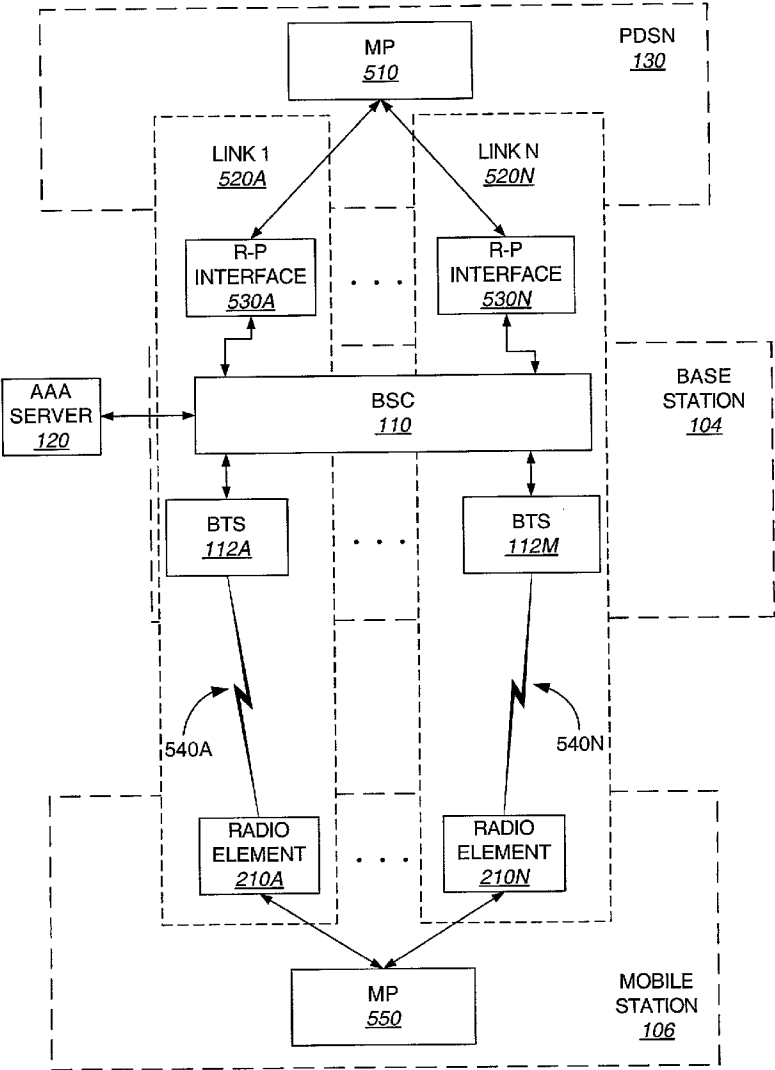 MP
510
PDSN
130
LINK 1
520A
LINK N
520N
R-P
INTERFACE
530A
. . .
R-P
INTERFACE
530N
AAA
SERVER
120
BSC
110
BASE
STATION
104
BTS
112A
. . .
BTS
112M
540A
540N
RADIO
ELEMENT
210A
. . .
RADIO
ELEMENT
210N
MP
550
MOBILE
STATION
106